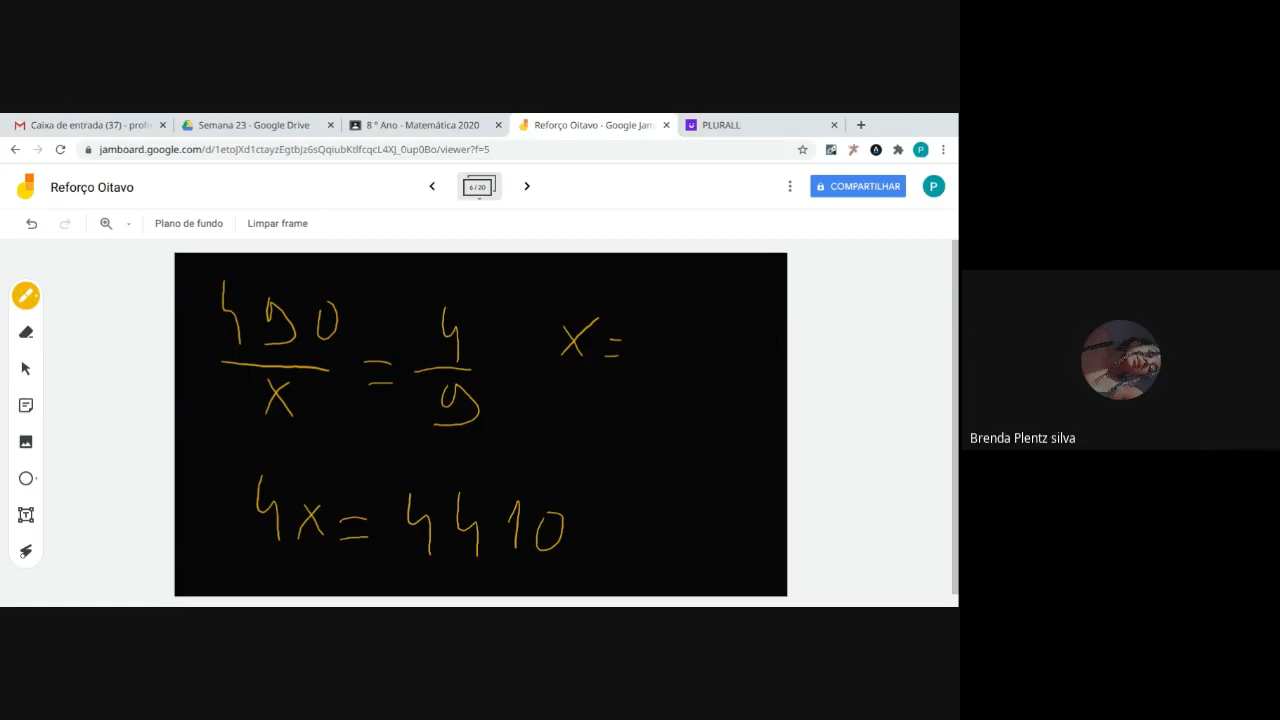 Caixa de entrada (37) - profm
Semana 23 - Google Drive
8 º Ano - Matemática 2020
Reforço Oitavo - Google Jam
PLURALL
jamboard.google.com/d/1etoJXd1ctayzEgtbJz6sQqiubKtlfcqcL4XJ_0up0Bo/viewer?f=5
P
Reforço Oitavo
6 / 20
COMPARTILHAR
P
Plano de fundo
Limpar frame
490/x = 4/9
x =
4x = 4410
Brenda Plentz silva